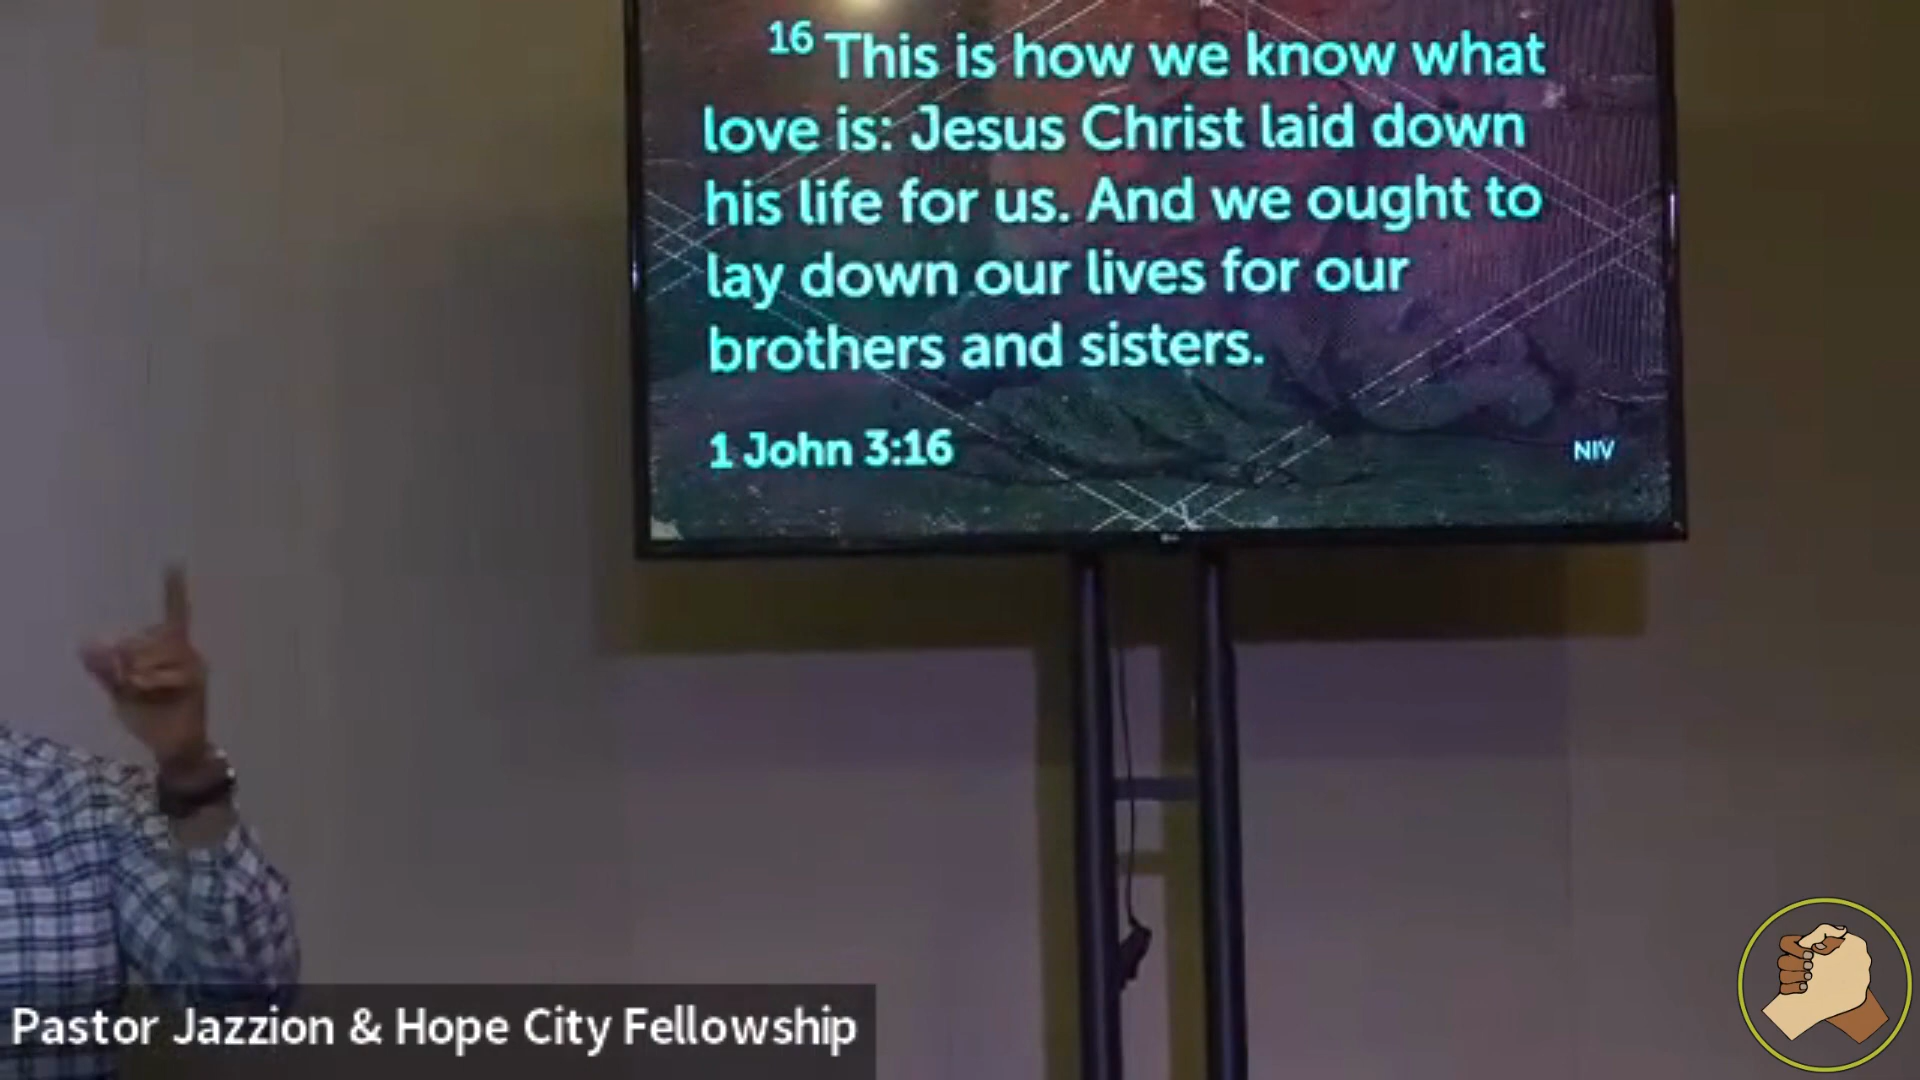 16 This is how we know what
love is: Jesus Christ laid down
his life for us. And we ought to
lay down our lives for our
brothers and sisters.
1 John 3:16
NIV
Pastor Jazzion & Hope City Fellowship